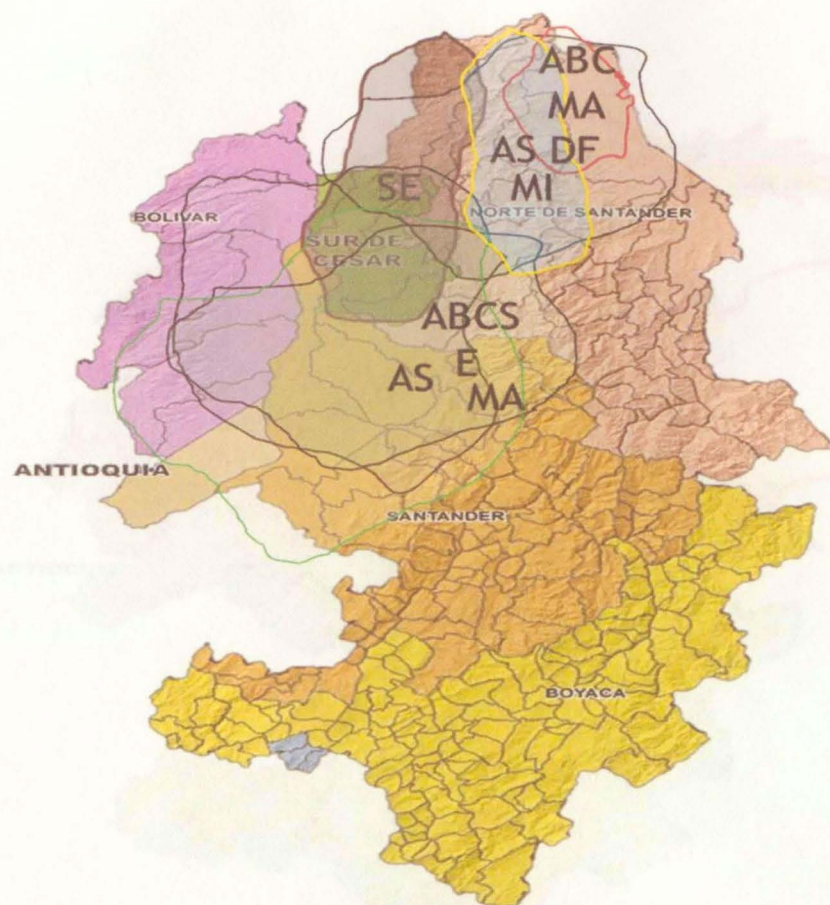 ABC
MA
AS DF
SE
MI
BOLIVAR
NORTE DE SANTANDER
SUR DE
CESAR
ABCS
E
AS
MA
ANTIOQUIA
SANTANDER
BOYACA